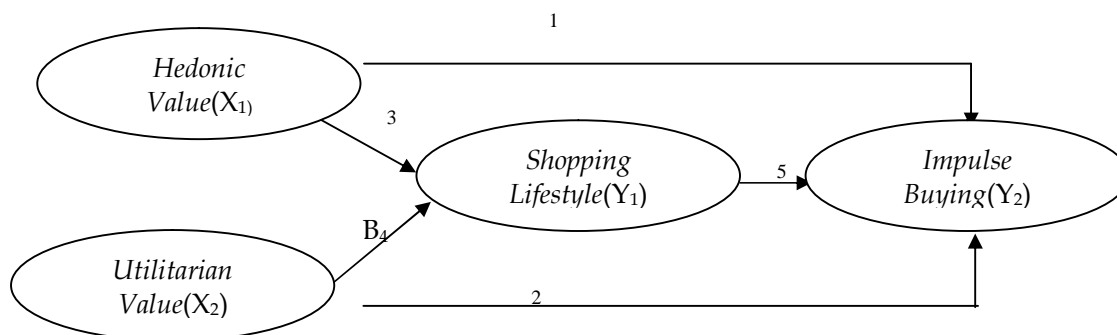 1
Hedonic
Value(X1)
3
Shopping
Lifestyle(Y1)
5
Impulse
Buying(Y2)
B4
Utilitarian
Value(X2)
2